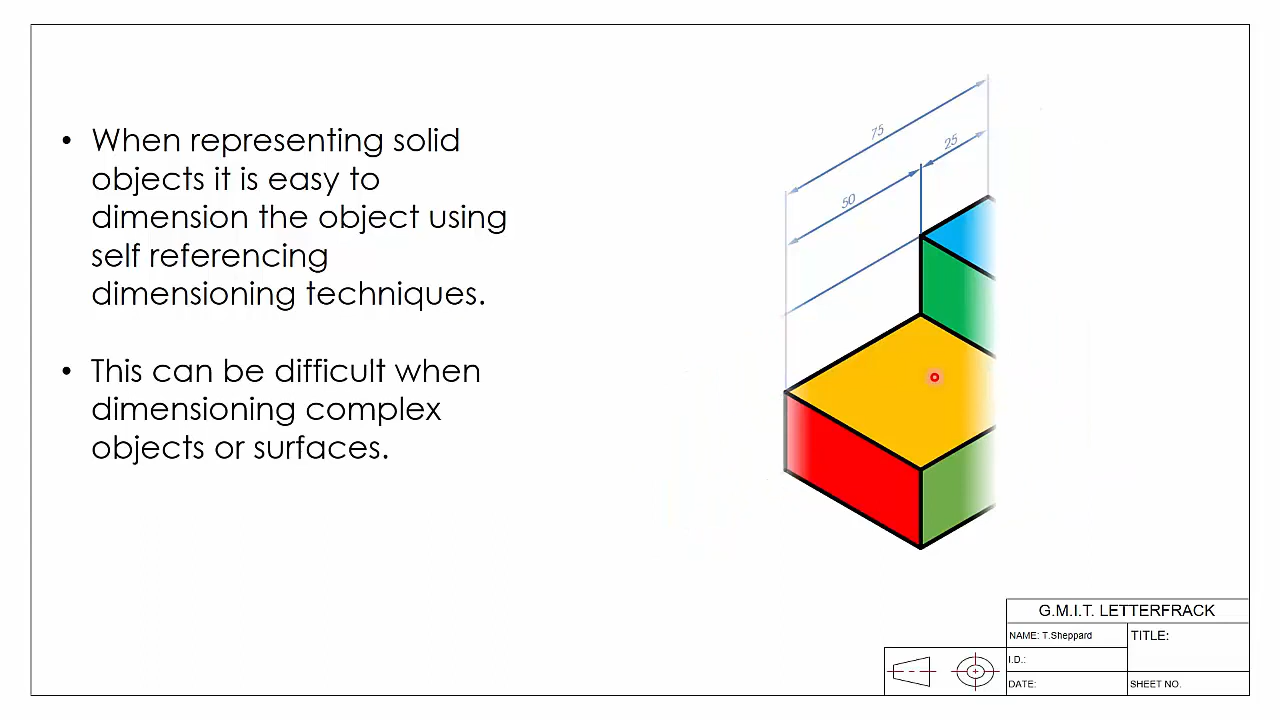 • When representing solid
objects it is easy to
dimension the object using
self referencing
dimensioning techniques.
• This can be difficult when
dimensioning complex
objects or surfaces.
75
25
50
G.M.I.T. LETTERFRACK
NAME: T.Sheppard
TITLE:
I.D.:
DATE:
SHEET NO.